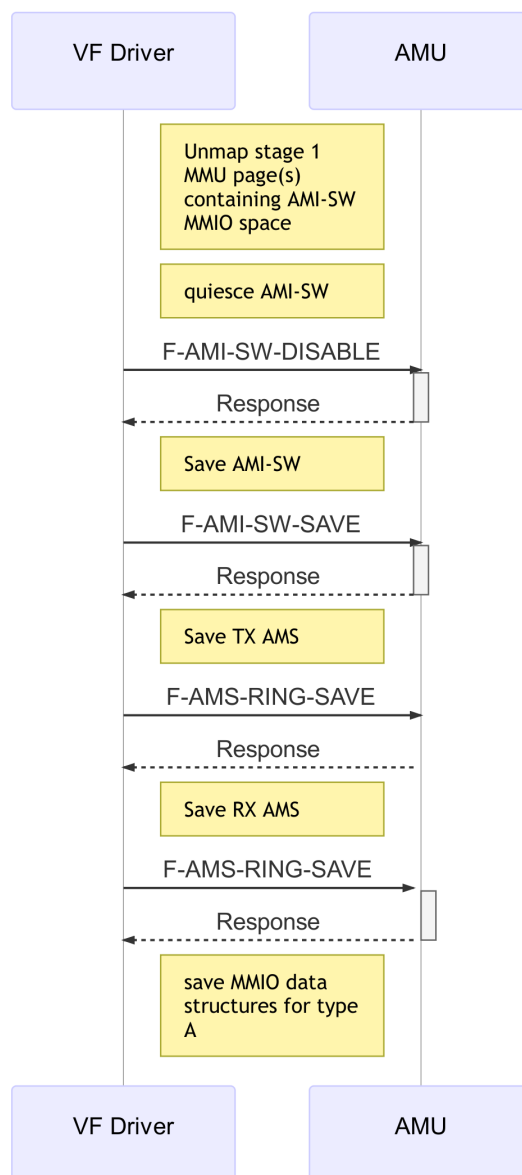 VF Driver
AMU
Unmap stage 1
MMU page(s)
containing AMI-SW
MMIO space
quiesce AMI-SW
F-AMI-SW-DISABLE
Response
Save AMI-SW
F-AMI-SW-SAVE
Response
Save TX AMS
F-AMS-RING-SAVE
Response
Save RX AMS
F-AMS-RING-SAVE
Response
save MMIO data
structures for type
A
VF Driver
AMU